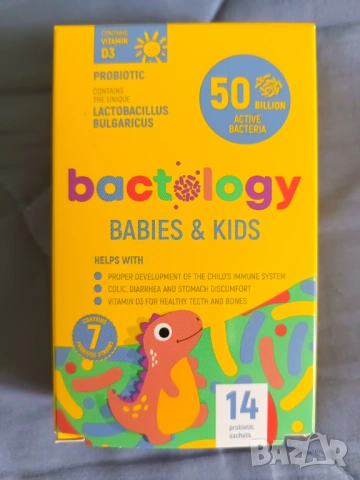 CONTAINS
VITAMIN
D3
PROBIOTIC
CONTAINS
THE UNIQUE
LACTOBACILLUS
BULGARICUS
50 BILLION
ACTIVE
BACTERIA
bactology
BABIES & KIDS
HELPS WITH
PROPER DEVELOPMENT OF THE CHILD'S IMMUNE SYSTEM
COLIC, DIARRHEA AND STOMACH DISCOMFORT
VITAMIN D3 FOR HEALTHY TEETH AND BONES
CONTAINS
7
14
probiotic
sachets
BAZAR